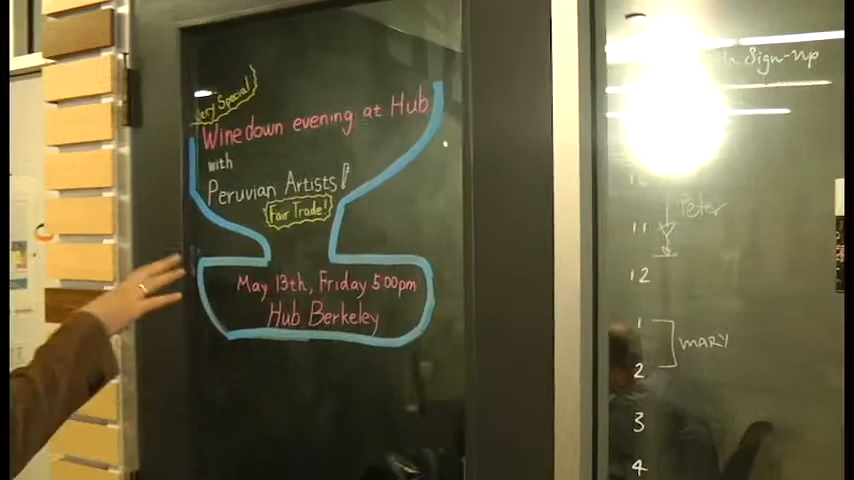 Very Special!
Winedown evening at Hub
with
Peruvian Artists!
Fair Trade!
May 13th, Friday 5:00pm
Hub Berkeley
Sign-Up
Peter
11
12
1
mary
2
3
4